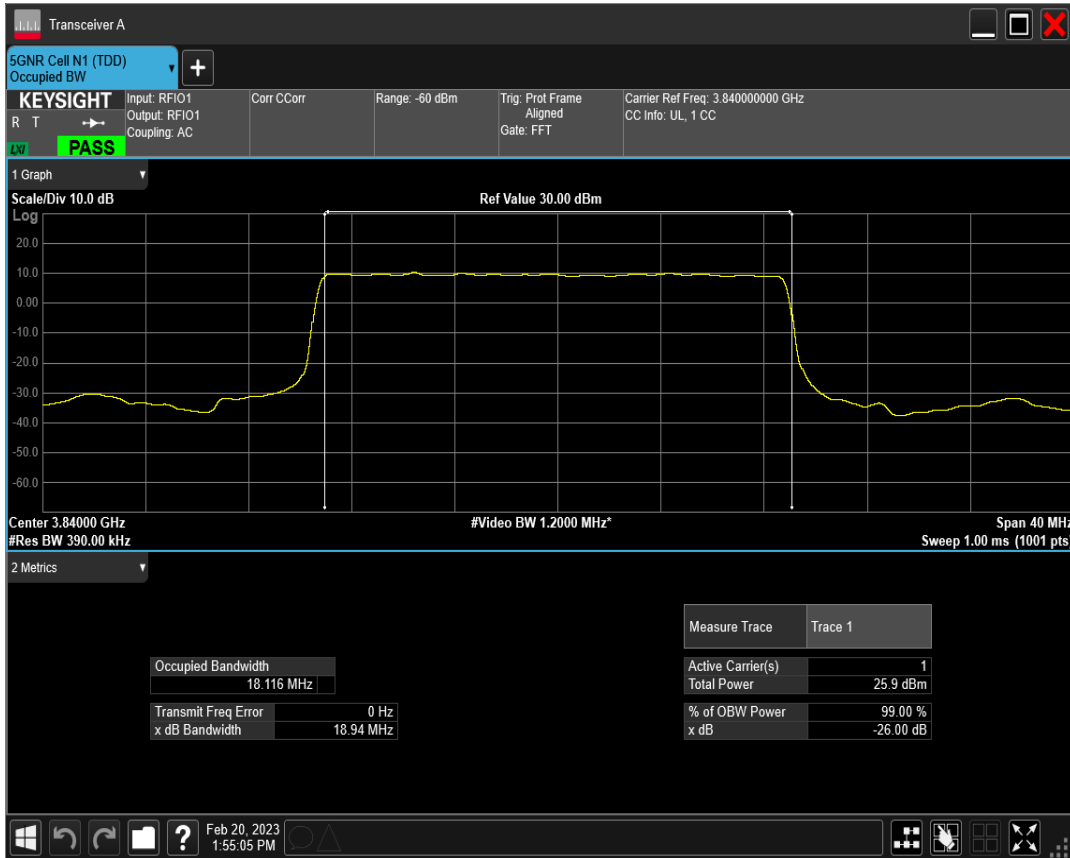 Transceiver A
5GNR Cell N1 (TDD)
Occupied BW
+
KEYSIGHT
R T
LXI
PASS
Input: RFIO1
Output: RFIO1
Coupling: AC
Corr CCorr
Range: -60 dBm
Trig: Prot Frame
Aligned
Gate: FFT
Carrier Ref Freq: 3.840000000 GHz
CC Info: UL, 1 CC
1 Graph
Scale/Div 10.0 dB
Ref Value 30.00 dBm
Log
20.0
10.0
0.00
-10.0
-20.0
-30.0
-40.0
-50.0
-60.0
Center 3.84000 GHz
#Video BW 1.2000 MHz*
Span 40 MHz
#Res BW 390.00 kHz
Sweep 1.00 ms (1001 pts)
2 Metrics
Measure Trace Trace 1
Occupied Bandwidth
18.116 MHz
Active Carrier(s) 1
Total Power 25.9 dBm
Transmit Freq Error 0 Hz
x dB Bandwidth 18.94 MHz
% of OBW Power 99.00 %
x dB -26.00 dB
?
Feb 20, 2023
1:55:05 PM